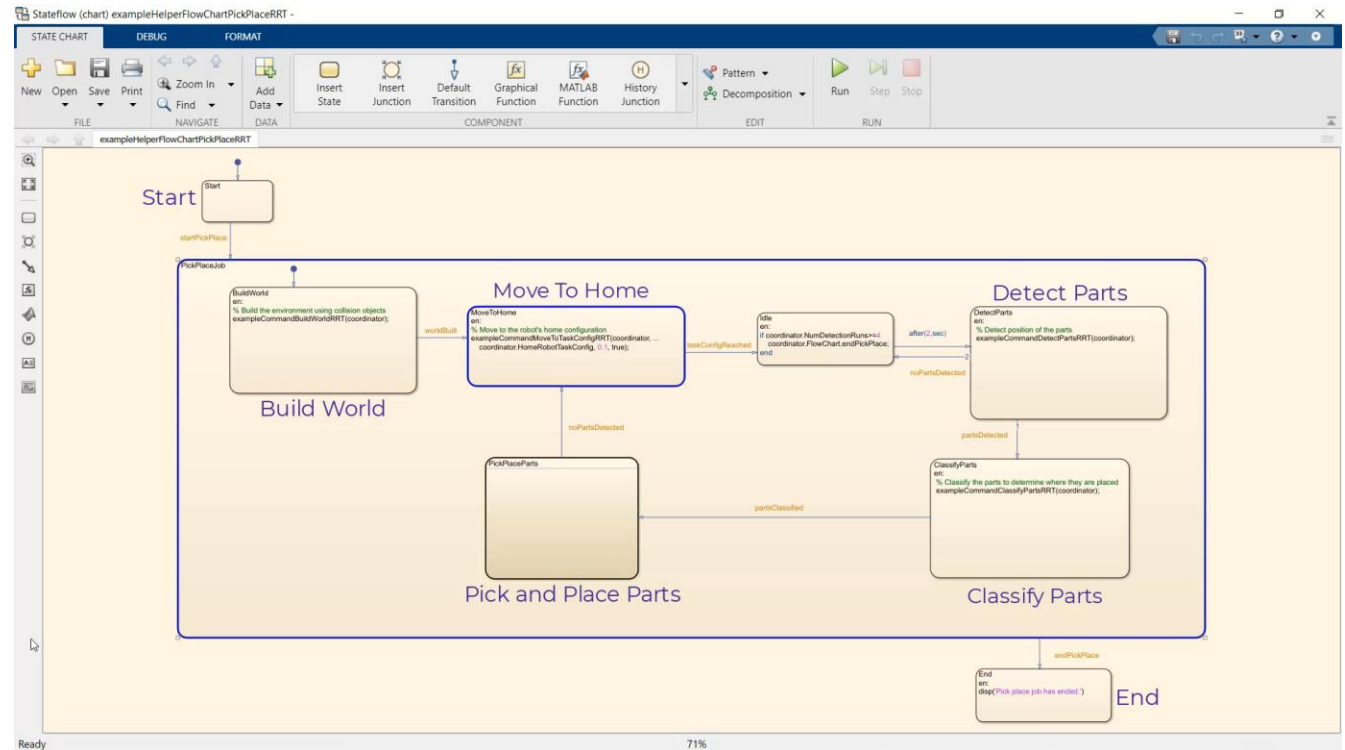 Stateflow (chart) exampleHelperFlowChartPickPlaceRRT -
STATE CHART DEBUG FORMAT
New Open Save Print Zoom In Find Add Data Insert State Insert Junction Default Transition Graphical Function MATLAB Function History Junction Pattern Decomposition Run Step Stop
FILE NAVIGATE DATA COMPONENT EDIT RUN
exampleHelperFlowChartPickPlaceRRT
Start
Start
startPickPlace
PickPlaceJob
BuildWorld
en:
% Build the environment using collision objects
exampleCommandBuildWorldRRT(coordinator);
Build World
worldBuilt
Move To Home
MoveToHome
en:
% Move to the robot's home configuration
exampleCommandMoveToTaskConfigRRT(coordinator, ...
coordinator.HomeRobotTaskConfig, 0.1, true);
taskConfigReached
Idle
en:
if coordinator.NumDetectionRuns>=4
coordinator.FlowChart.endPickPlace;
end
after(2,sec)
2
noPartsDetected
Detect Parts
DetectParts
en:
% Detect position of the parts
exampleCommandDetectPartsRRT(coordinator);
1
partsDetected
ClassifyParts
en:
% Classify the parts to determine where they are placed
exampleCommandClassifyPartsRRT(coordinator);
Classify Parts
partsClassified
noPartsDetected
PickPlaceParts
Pick and Place Parts
endPickPlace
End
en:
disp('Pick place job has ended.')
End
Ready 71%